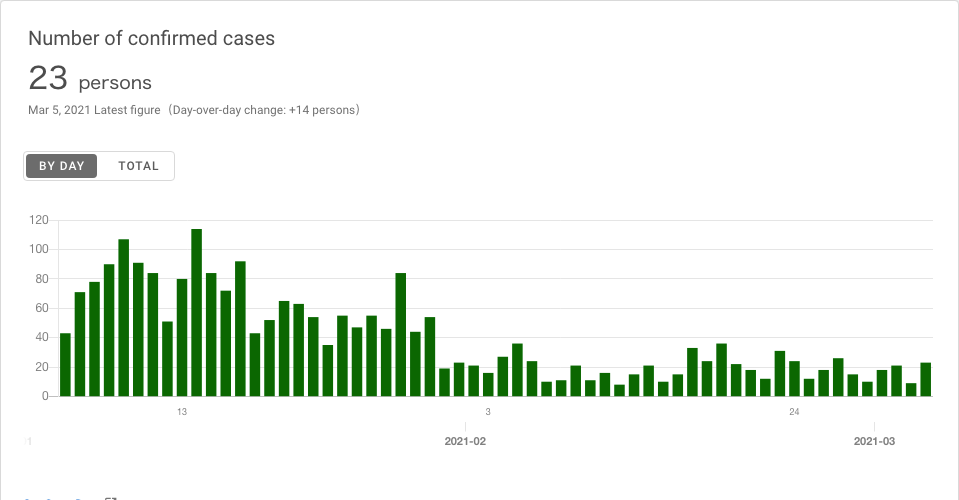 Number of confirmed cases
23 persons
Mar 5, 2021 Latest figure (Day-over-day change: +14 persons)
BY DAY TOTAL
120
100
80
60
40
20
0
13 3 24
1 2021-02 2021-03